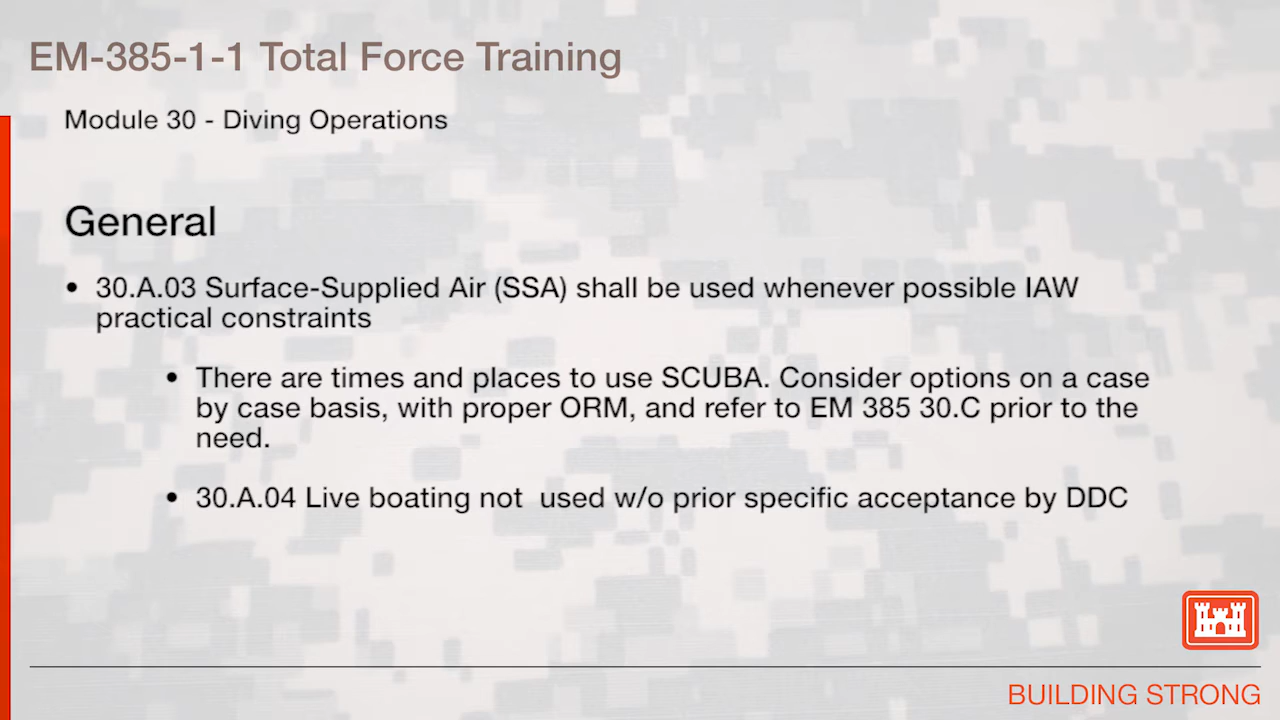 EM-385-1-1 Total Force Training
Module 30 - Diving Operations
General
• 30.A.03 Surface-Supplied Air (SSA) shall be used whenever possible IAW
practical constraints
• There are times and places to use SCUBA. Consider options on a case
by case basis, with proper ORM, and refer to EM 385 30.C prior to the
need.
• 30.A.04 Live boating not  used w/o prior specific acceptance by DDC
BUILDING STRONG